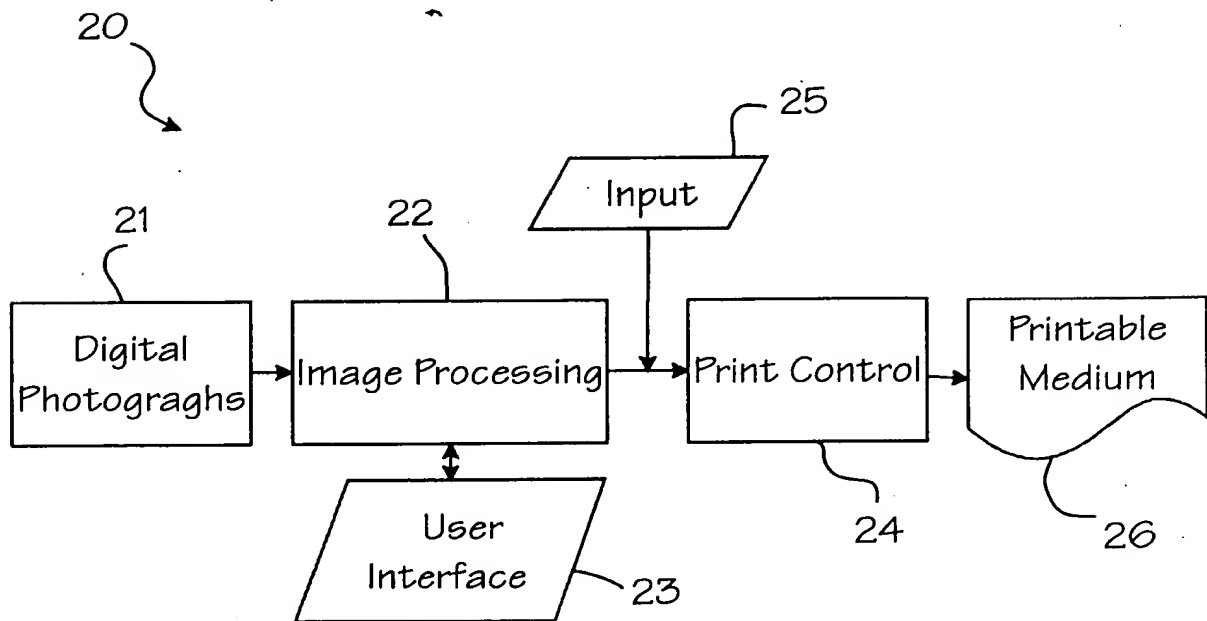 20
25
Input
21
22
Digital
Photograghs
Image Processing
Print Control
Printable
Medium
24
26
User
Interface
23